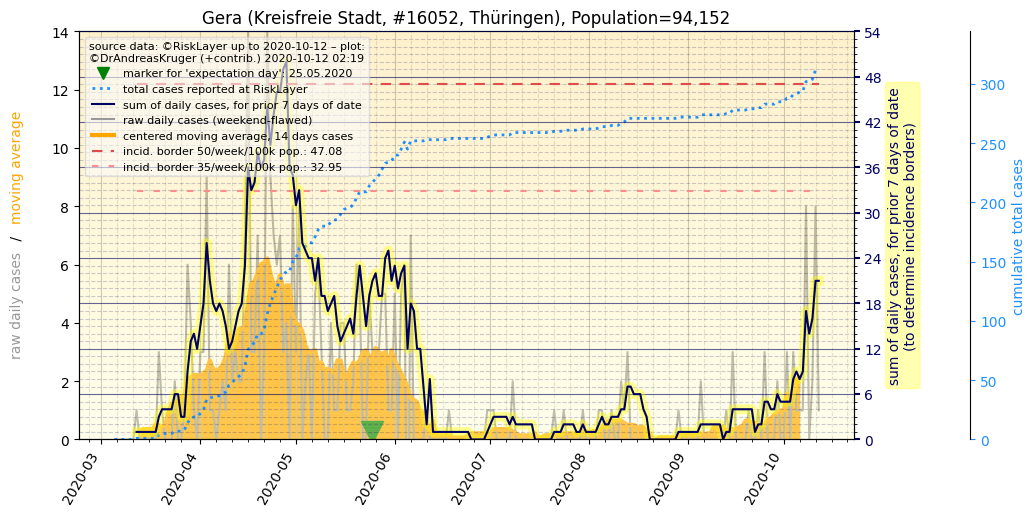 Gera (Kreisfreie Stadt, #16052, Thüringen), Population=94,152
source data: ©RiskLayer up to 2020-10-12 – plot:
©DrAndreasKruger (+contrib.) 2020-10-12 02:19
marker for 'expectation day': 25.05.2020
total cases reported at RiskLayer
sum of daily cases, for prior 7 days of date
raw daily cases (weekend-flawed)
centered moving average, 14 days cases
incid. border 50/week/100k pop.: 47.08
incid. border 35/week/100k pop.: 32.95
raw daily cases / moving average
14
12
10
8
6
4
2
0
54
48
42
36
30
24
18
12
6
0
sum of daily cases, for prior 7 days of date
(to determine incidence borders)
300
250
200
150
100
50
0
cumulative total cases
2020-03
2020-04
2020-05
2020-06
2020-07
2020-08
2020-09
2020-10